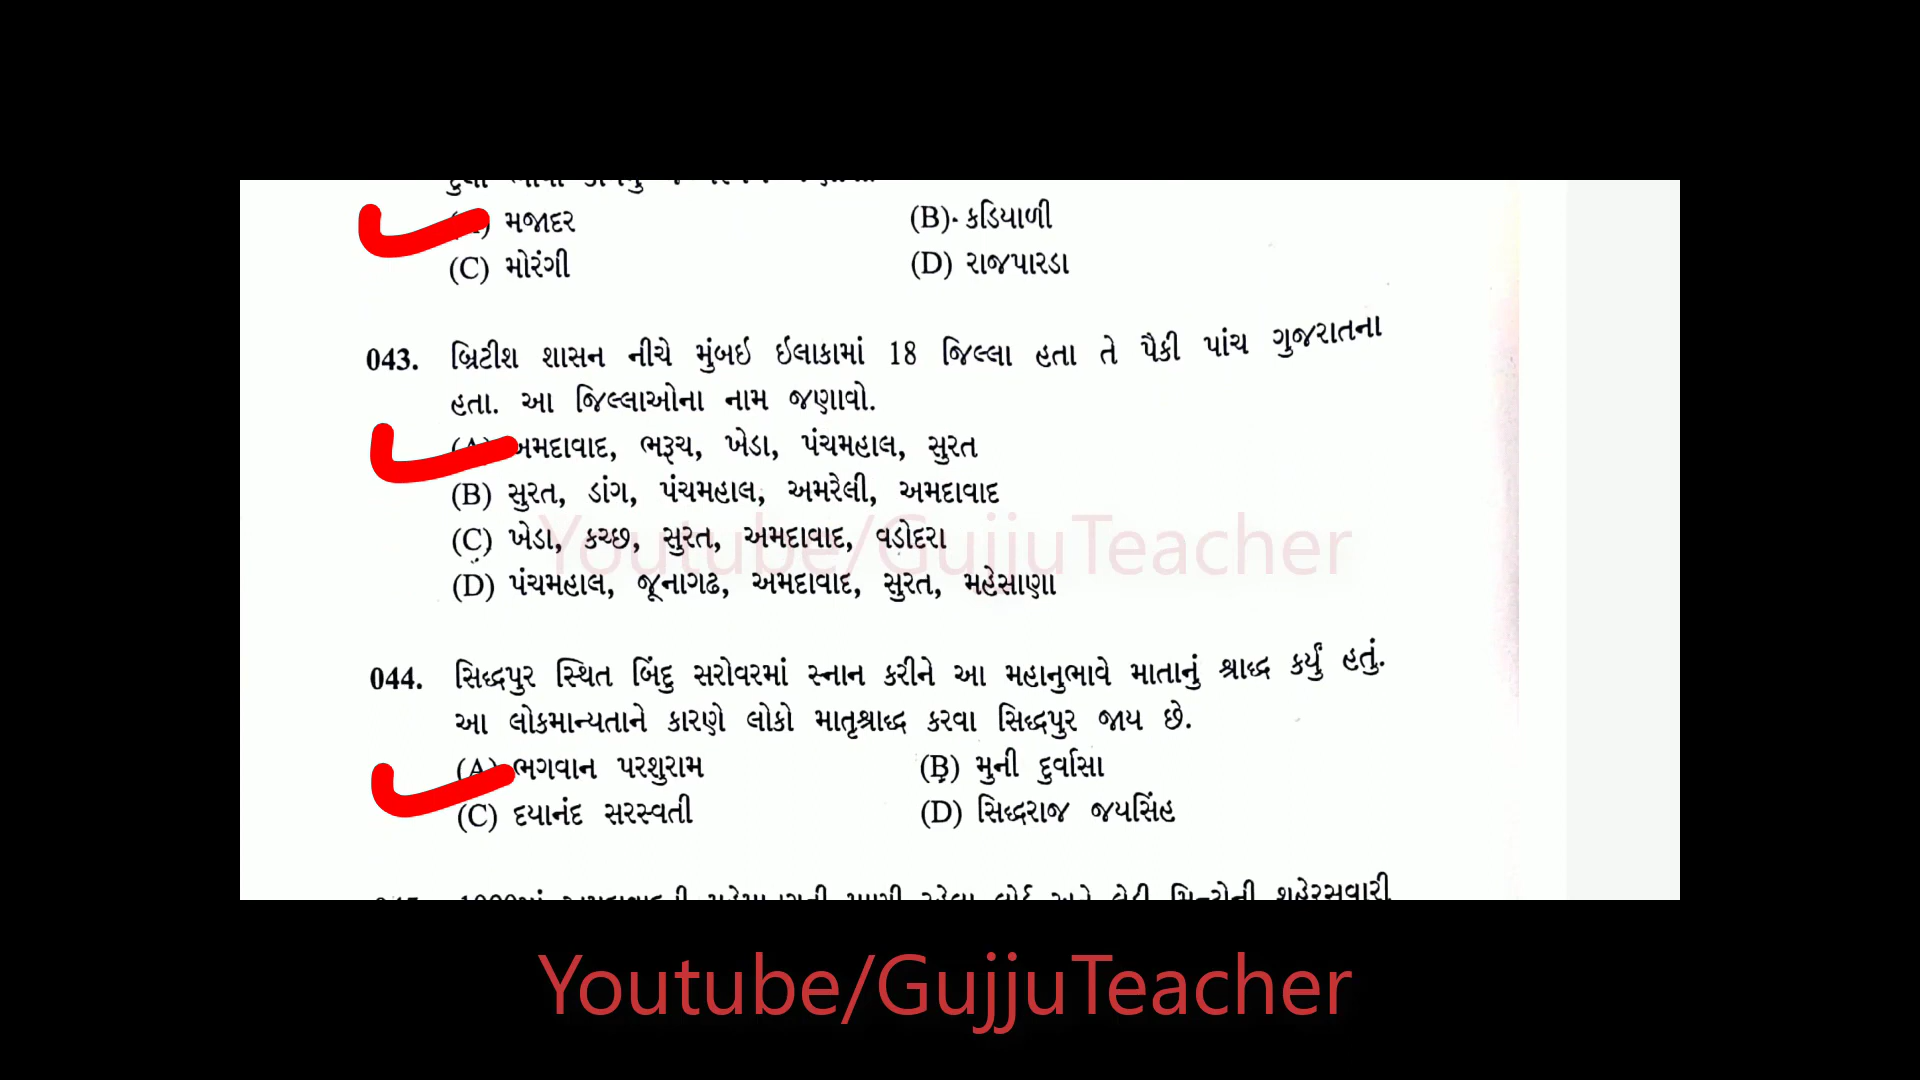 મજાદર
(B) કડિયાળી
(C) મોરંગી
(D) રાજપારડા
043. બ્રિટીશ શાસન નીચે મુંબઇ ઇલાકામાં 18 જિલ્લા હતા તે પૈકી પાંચ ગુજરાતના
હતા. આ જિલ્લાઓના નામ જણાવો.
(A) અમદાવાદ, ભરૂચ, ખેડા, પંચમહાલ, સુરત
(B) સુરત, ડાંગ, પંચમહાલ, અમરેલી, અમદાવાદ
(C) ખેડા, કચ્છ, સુરત, અમદાવાદ, વડોદરા
Youtube/GujjuTeacher
(D) પંચમહાલ, જૂનાગઢ, અમદાવાદ, સુરત, મહેસાણા
044. સિદ્ધપુર સ્થિત બિંદુ સરોવરમાં સ્નાન કરીને આ મહાનુભાવે માતાનું શ્રાદ્ધ કર્યું હતું.
આ લોકમાન્યતાને કારણે લોકો માતૃશ્રાદ્ધ કરવા સિદ્ધપુર જાય છે.
(A) ભગવાન પરશુરામ
(B) મુની દુર્વાસા
(C) દયાનંદ સરસ્વતી
(D) સિદ્ધરાજ જયસિંહ
Youtube/GujjuTeacher